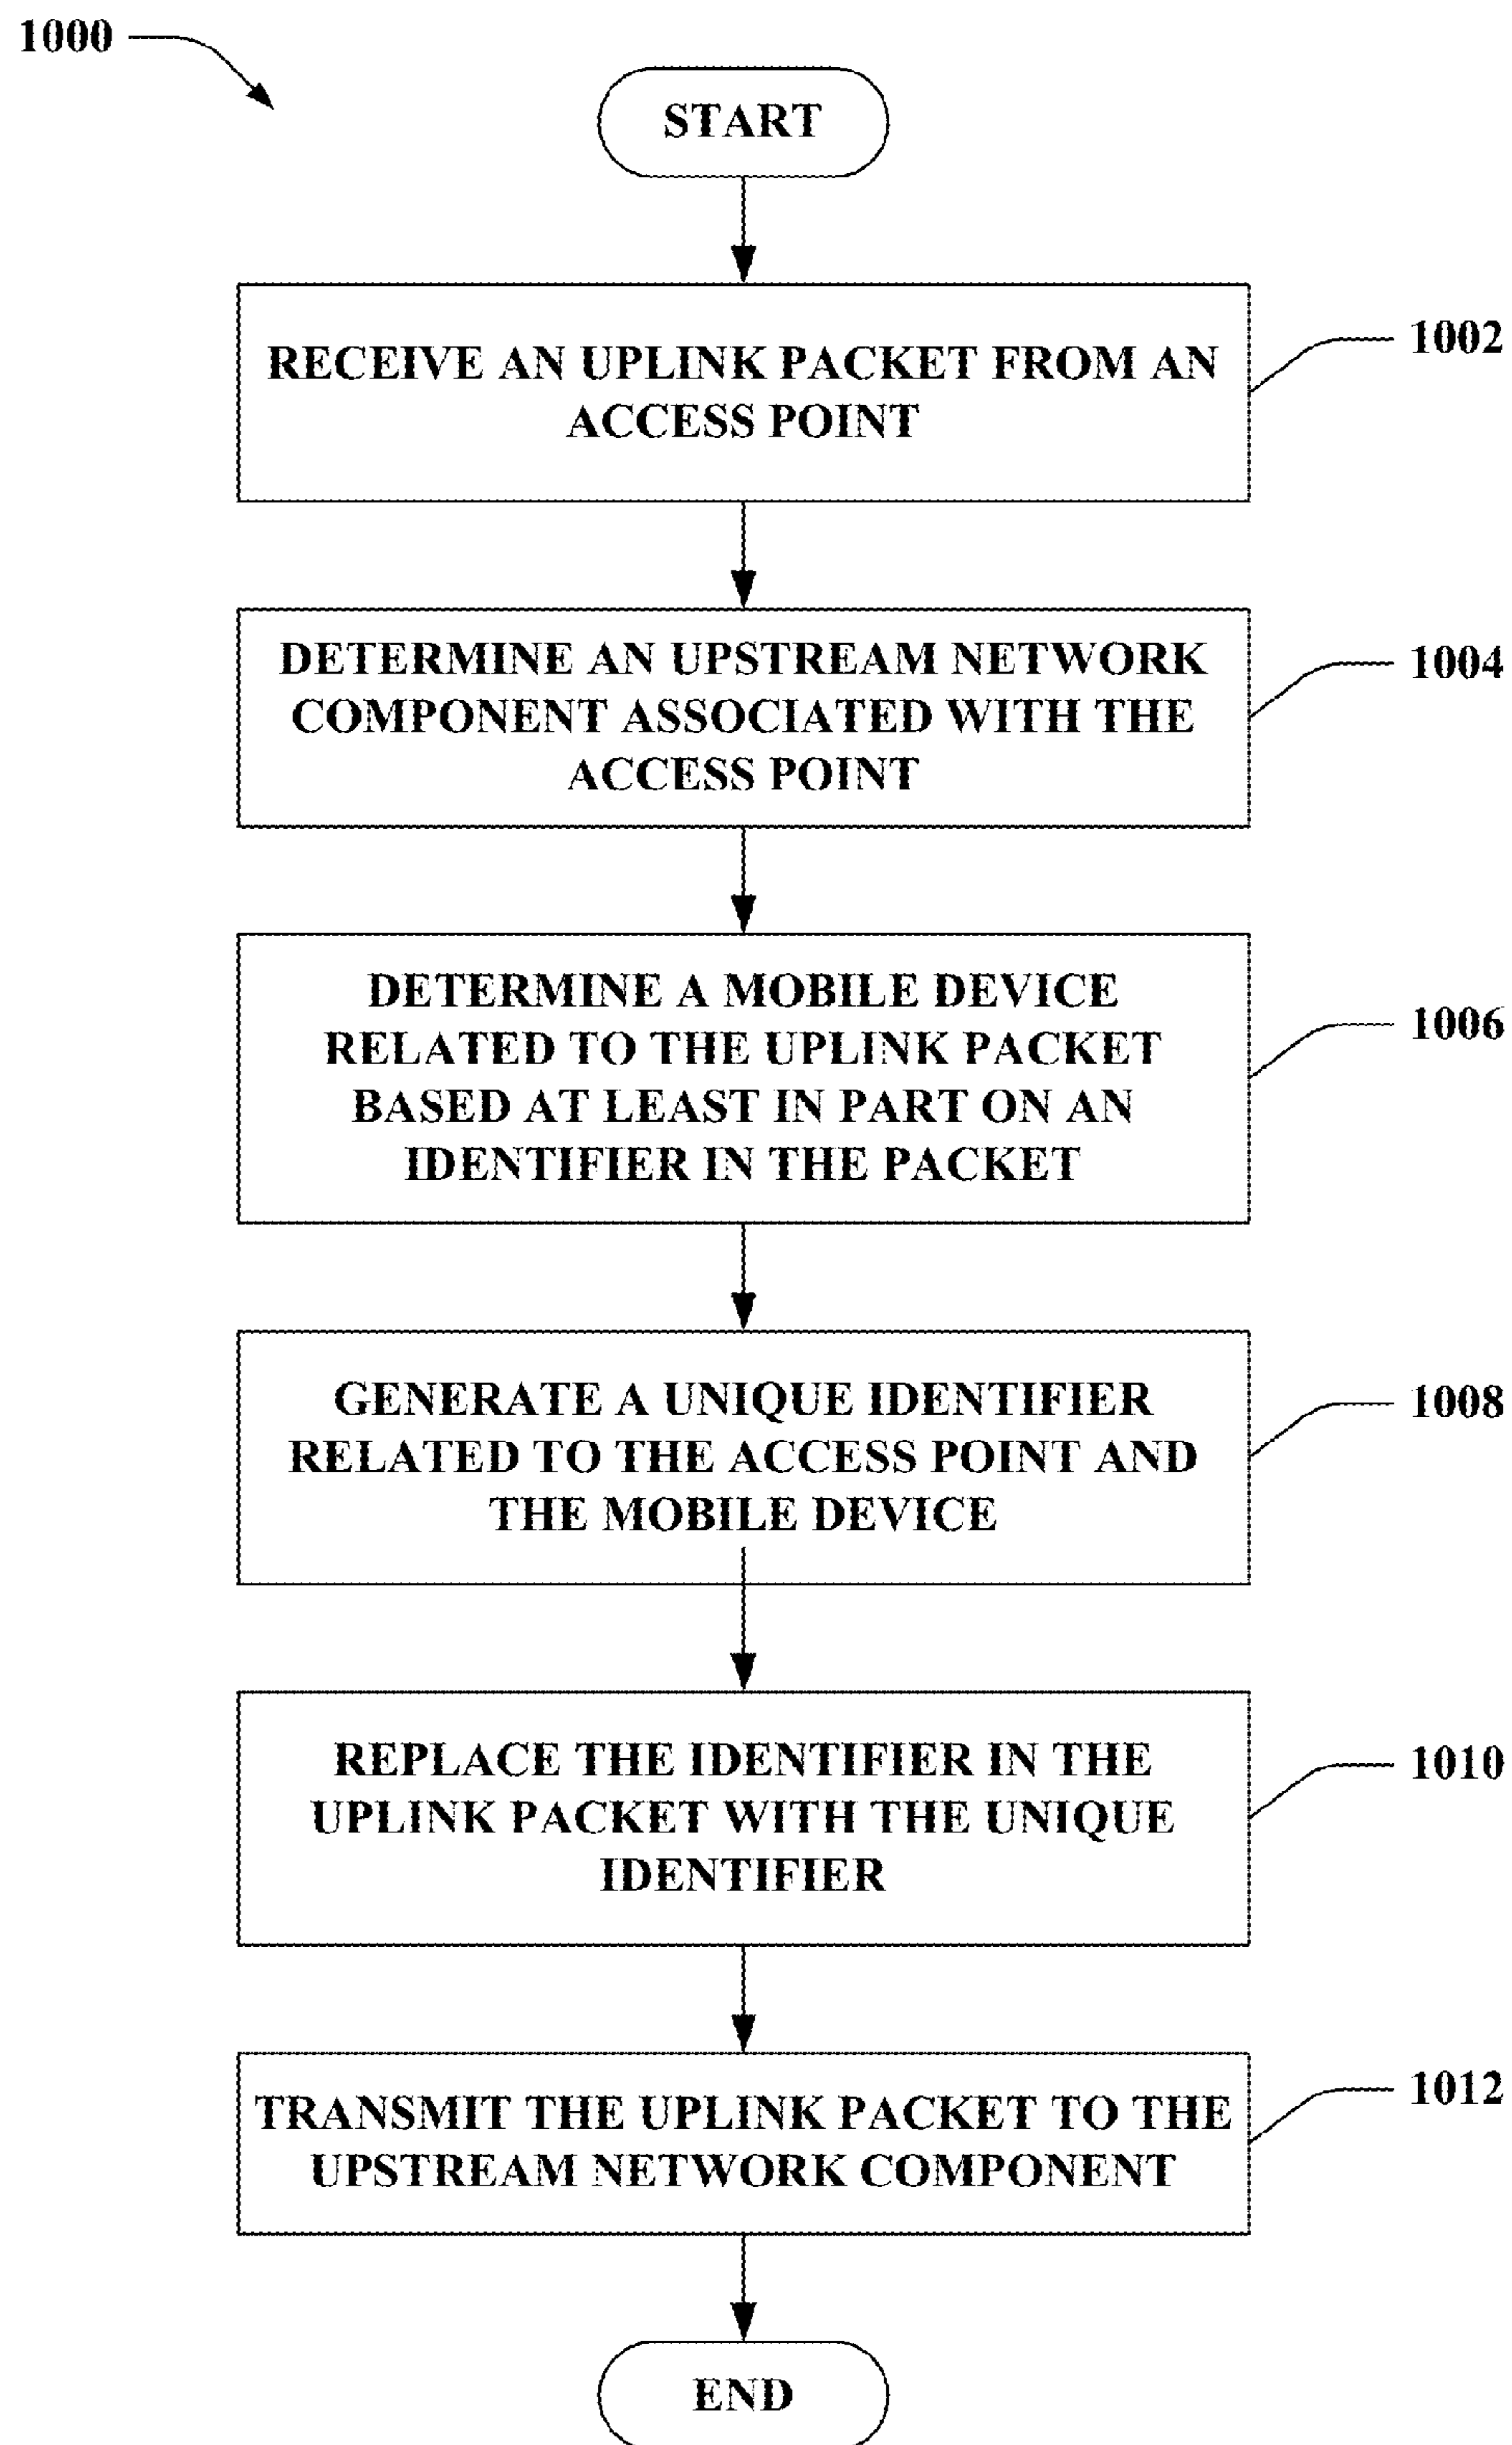 1000
START
RECEIVE AN UPLINK PACKET FROM AN
ACCESS POINT
1002
DETERMINE AN UPSTREAM NETWORK
COMPONENT ASSOCIATED WITH THE
ACCESS POINT
1004
DETERMINE A MOBILE DEVICE
RELATED TO THE UPLINK PACKET
BASED AT LEAST IN PART ON AN
IDENTIFIER IN THE PACKET
1006
GENERATE A UNIQUE IDENTIFIER
RELATED TO THE ACCESS POINT AND
THE MOBILE DEVICE
1008
REPLACE THE IDENTIFIER IN THE
UPLINK PACKET WITH THE UNIQUE
IDENTIFIER
1010
TRANSMIT THE UPLINK PACKET TO THE
UPSTREAM NETWORK COMPONENT
1012
END